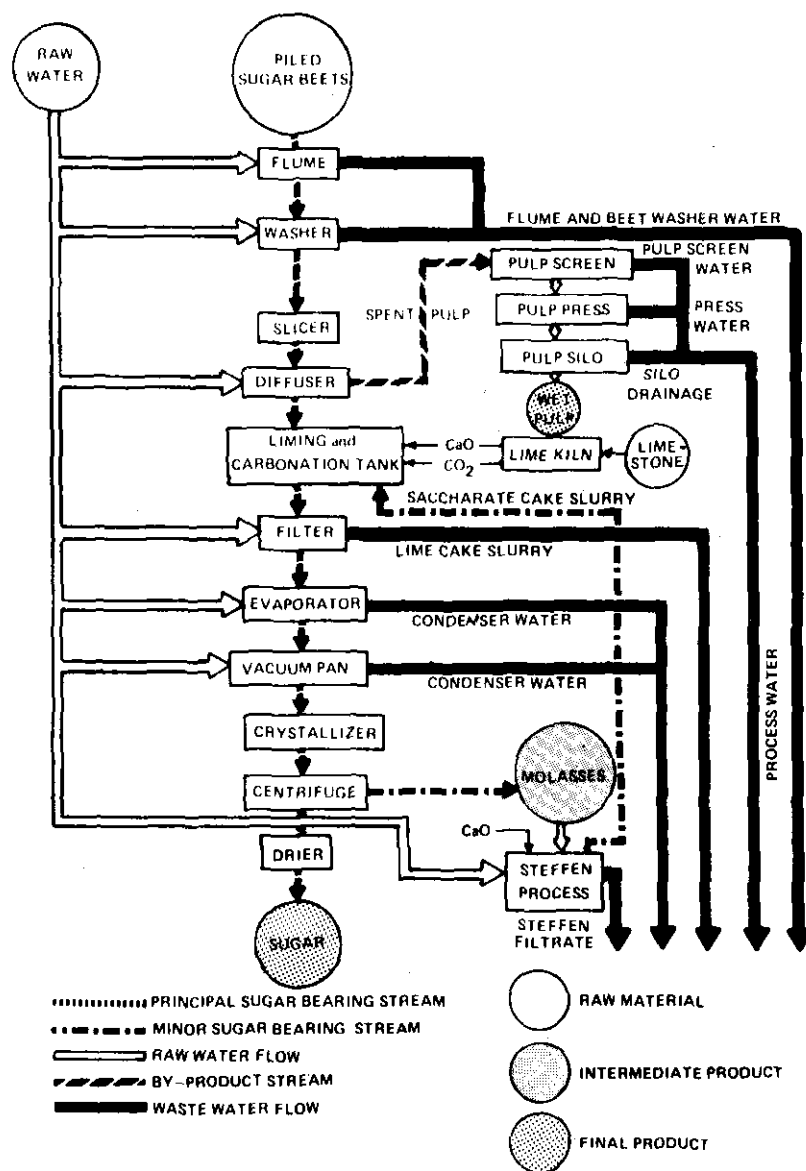 RAW
WATER
PILED
SUGAR BEETS
FLUME
WASHER
FLUME AND BEET WASHER WATER
PULP SCREEN
WATER
PULP SCREEN
SPENT PULP
PULP PRESS
PRESS
WATER
SLICER
PULP SILO
SILO
DRAINAGE
DIFFUSER
WET
PULP
LIMING and
CARBONATION TANK
CaO
CO2
LIME KILN
LIME-
STONE
SACCHARATE CAKE SLURRY
FILTER
LIME CAKE SLURRY
EVAPORATOR
CONDENSER WATER
VACUUM PAN
CONDENSER WATER
PROCESS WATER
CRYSTALLIZER
CENTRIFUGE
MOLASSES
CaO
DRIER
STEFFEN
PROCESS
STEFFEN
FILTRATE
SUGAR
PRINCIPAL SUGAR BEARING STREAM
MINOR SUGAR BEARING STREAM
RAW WATER FLOW
BY-PRODUCT STREAM
WASTE WATER FLOW
RAW MATERIAL
INTERMEDIATE PRODUCT
FINAL PRODUCT